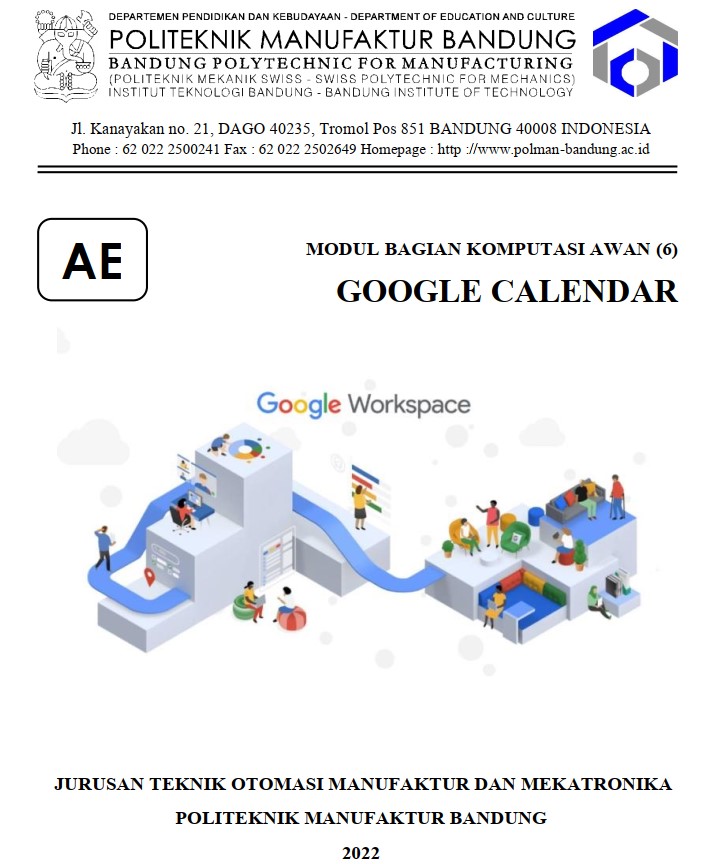 DEPARTEMEN PENDIDIKAN DAN KEBUDAYAAN - DEPARTMENT OF EDUCATION AND CULTURE
POLITEKNIK MANUFAKTUR BANDUNG
BANDUNG POLYTECHNIC FOR MANUFACTURING
(POLITEKNIK MEKANIK SWISS - SWISS POLYTECHNIC FOR MECHANICS)
INSTITUT TEKNOLOGI BANDUNG - BANDUNG INSTITUTE OF TECHNOLOGY
Jl. Kanayakan no. 21, DAGO 40235, Tromol Pos 851 BANDUNG 40008 INDONESIA
Phone : 62 022 2500241 Fax : 62 022 2502649 Homepage : http ://www.polman-bandung.ac.id
AE
MODUL BAGIAN KOMPUTASI AWAN (6)
GOOGLE CALENDAR
Google Workspace
JURUSAN TEKNIK OTOMASI MANUFAKTUR DAN MEKATRONIKA
POLITEKNIK MANUFAKTUR BANDUNG
2022